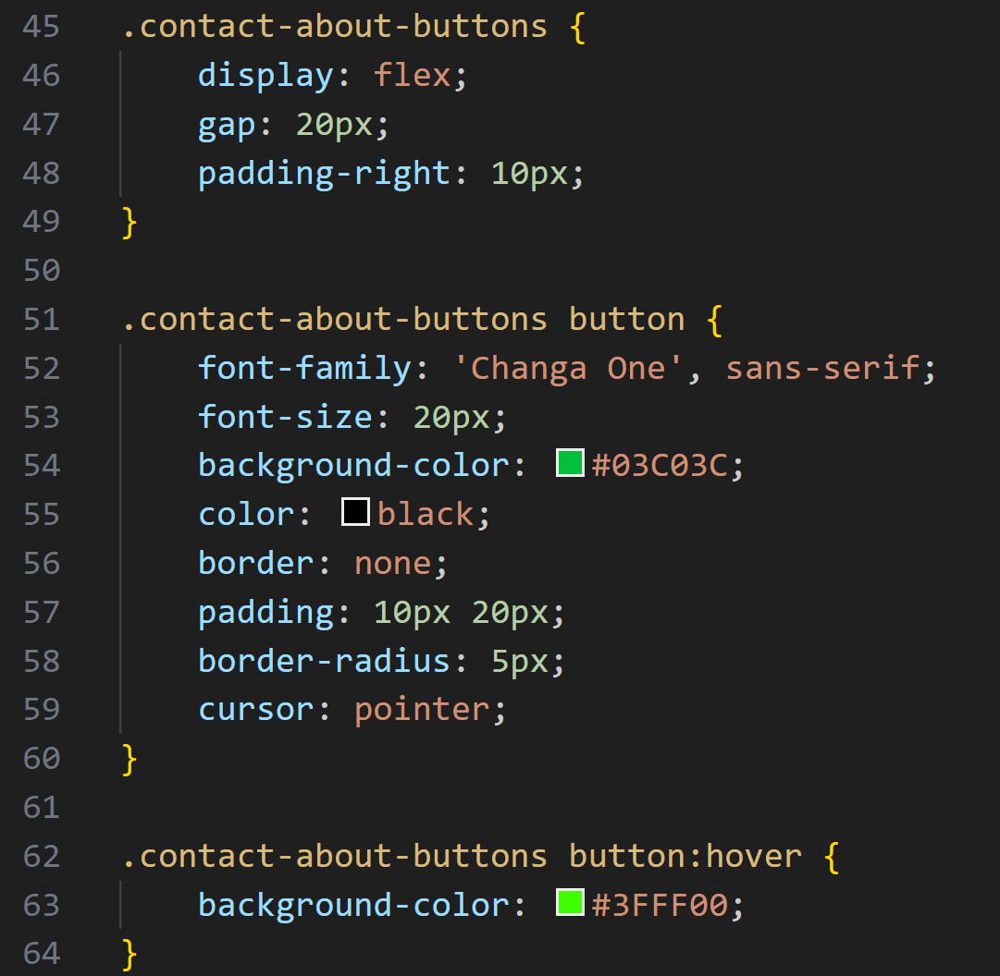 45 .contact-about-buttons {
46     display: flex;
47     gap: 20px;
48     padding-right: 10px;
49 }
50
51 .contact-about-buttons button {
52     font-family: 'Changa One', sans-serif;
53     font-size: 20px;
54     background-color: #03C03C;
55     color: black;
56     border: none;
57     padding: 10px 20px;
58     border-radius: 5px;
59     cursor: pointer;
60 }
61
62 .contact-about-buttons button:hover {
63     background-color: #3FFF00;
64 }